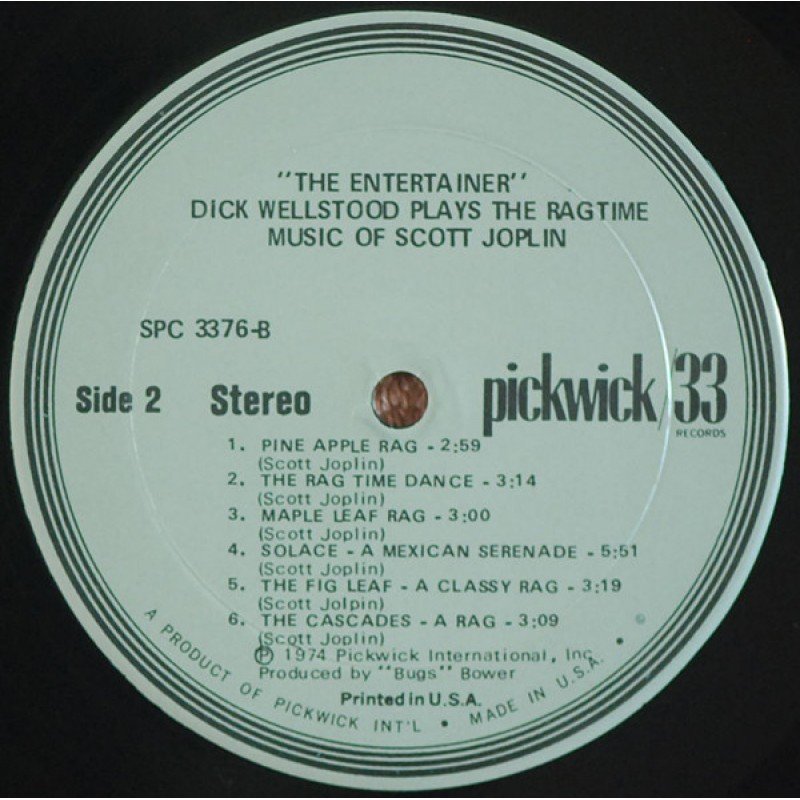 "THE ENTERTAINER"
DICK WELLSTOOD PLAYS THE RAGTIME
MUSIC OF SCOTT JOPLIN
SPC 3376-B
Side 2 Stereo pickwick/33
RECORDS
1. PINE APPLE RAG - 2:59
(Scott Joplin)
2. THE RAG TIME DANCE - 3:14
(Scott Joplin)
3. MAPLE LEAF RAG - 3:00
(Scott Joplin)
4. SOLACE - A MEXICAN SERENADE - 5:51
(Scott Joplin)
5. THE FIG LEAF - A CLASSY RAG - 3:19
(Scott Jolpin)
6. THE CASCADES - A RAG - 3:09
(Scott Joplin)
℗ 1974 Pickwick International, Inc.
Produced by "Bugs" Bower
Printed in U.S.A.
A PRODUCT OF PICKWICK INT'L • MADE IN U.S.A. • ©